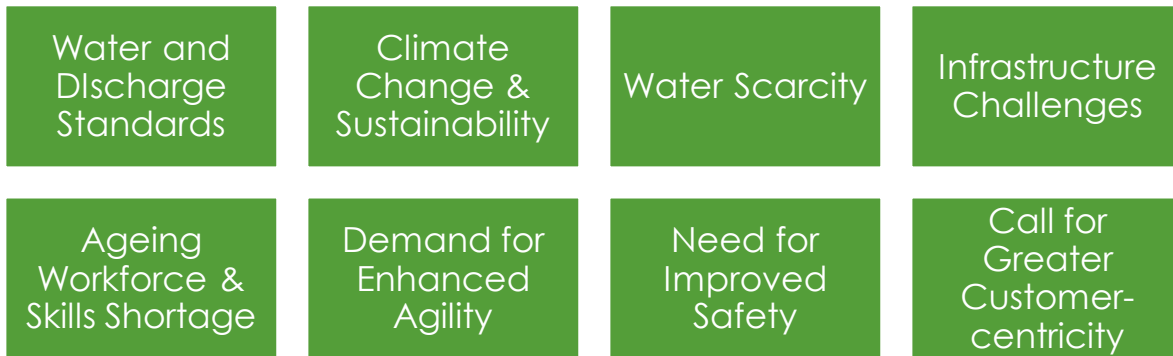 Water and
DIscharge
Standards
Climate
Change &
Sustainability
Water Scarcity
Infrastructure
Challenges
Ageing
Workforce &
Skills Shortage
Demand for
Enhanced
Agility
Need for
Improved
Safety
Call for
Greater
Customer-
centricity